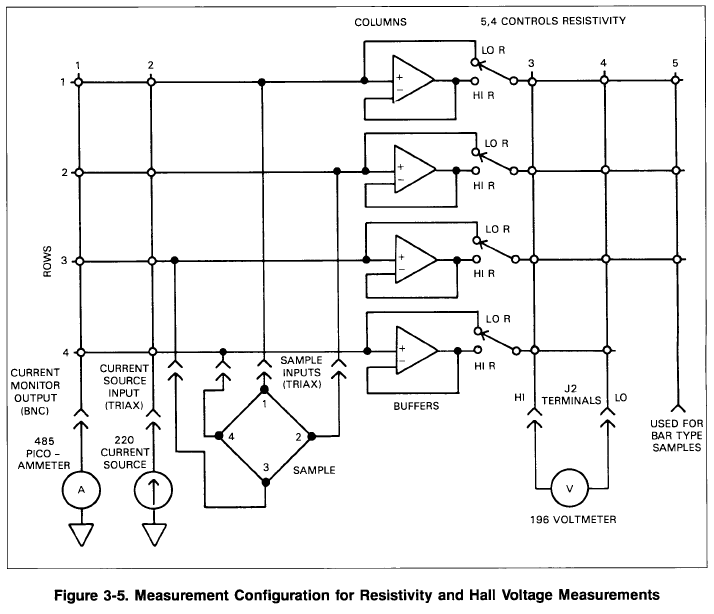 COLUMNS
5,4 CONTROLS RESISTIVITY
1
2
3
4
5
1
2
ROWS
3
4
+
−
LO R
HI R
+
−
LO R
HI R
+
−
LO R
HI R
+
−
LO R
HI R
BUFFERS
CURRENT
MONITOR
OUTPUT
(BNC)
CURRENT
SOURCE
INPUT
(TRIAX)
SAMPLE
INPUTS
(TRIAX)
485
PICO –
AMMETER
220
CURRENT
SOURCE
A
1
2
3
4
SAMPLE
HI
J2
TERMINALS
LO
V
196 VOLTMETER
USED FOR
BAR TYPE
SAMPLES
Figure 3-5. Measurement Configuration for Resistivity and Hall Voltage Measurements